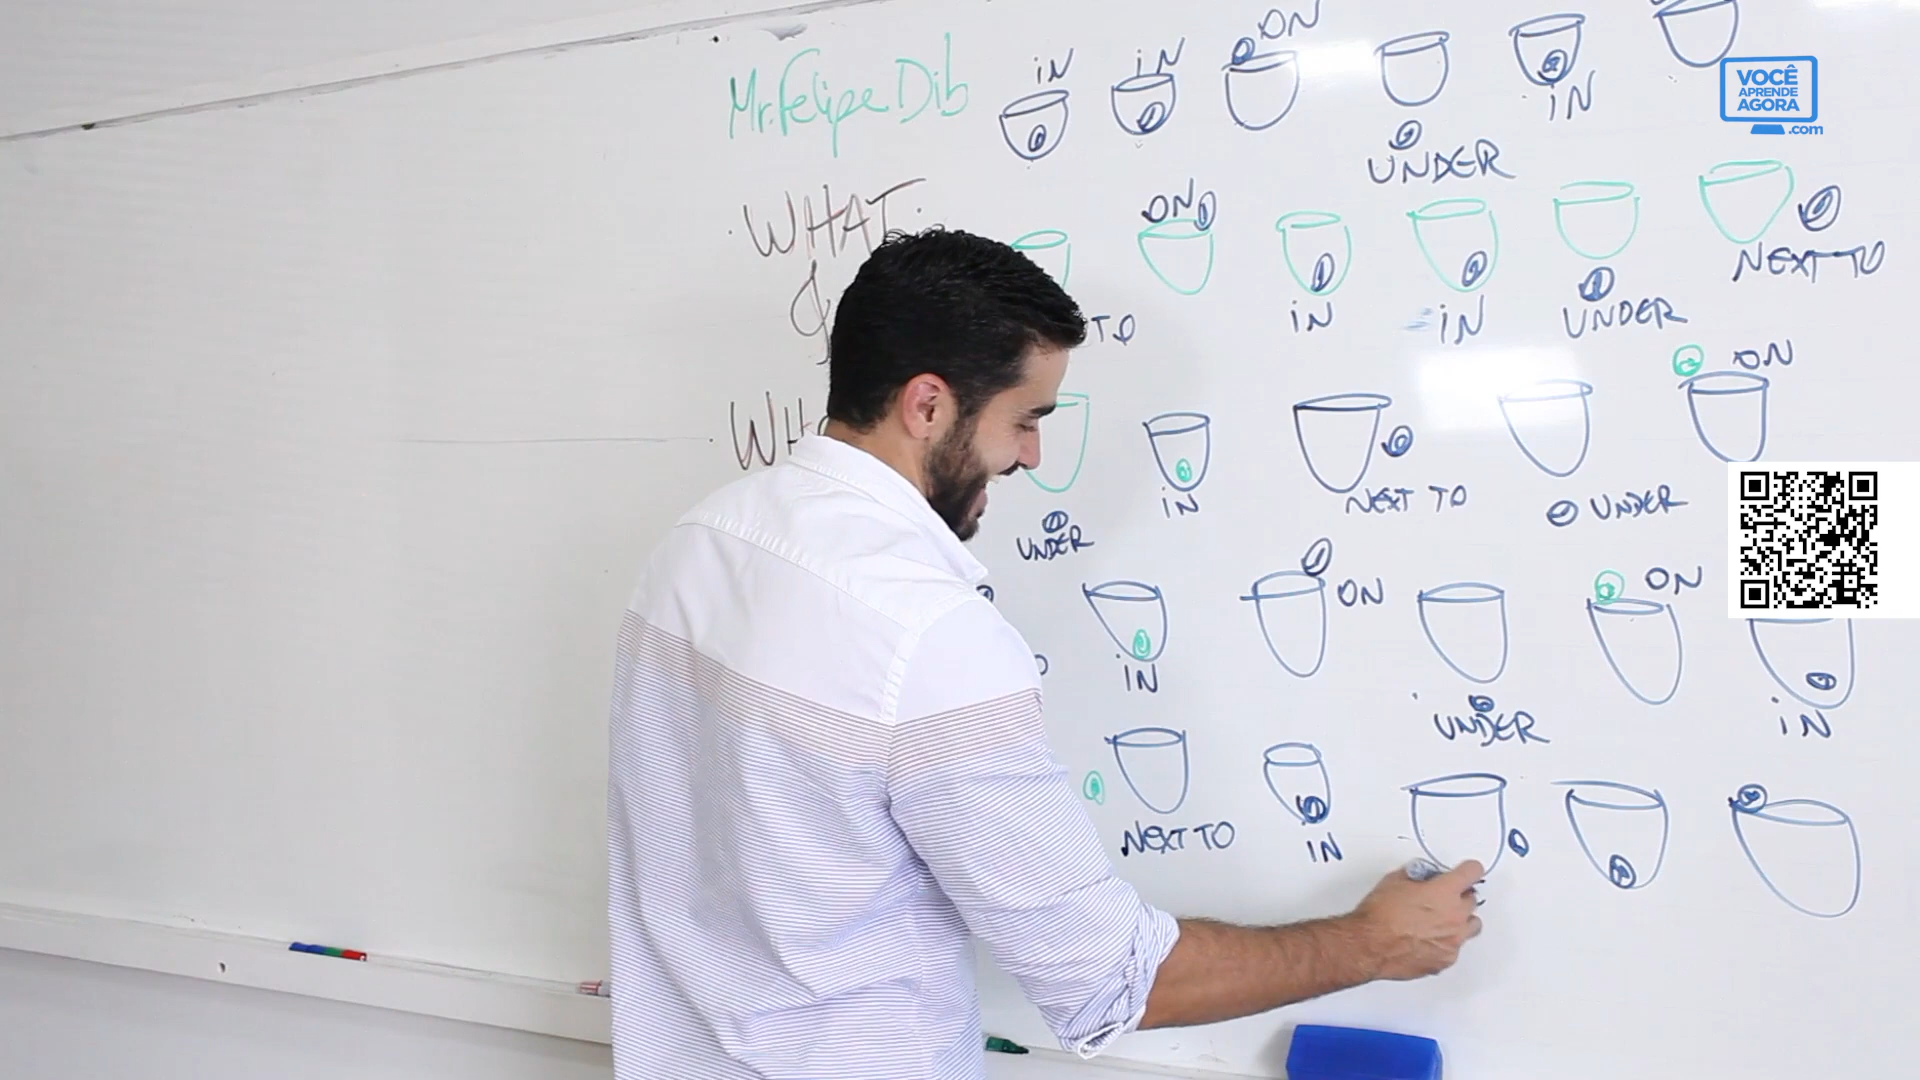 Mr. Felipe Dib
iN
iN
ON
UNDER
iN
VOCÊ
APRENDE
AGORA
.com
WHAT
&
ON
iN
iN
UNDER
NEXT TO
TO
ON
iN
NEXT TO
UNDER
UNDER
iN
ON
UNDER
ON
iN
NEXT TO
IN